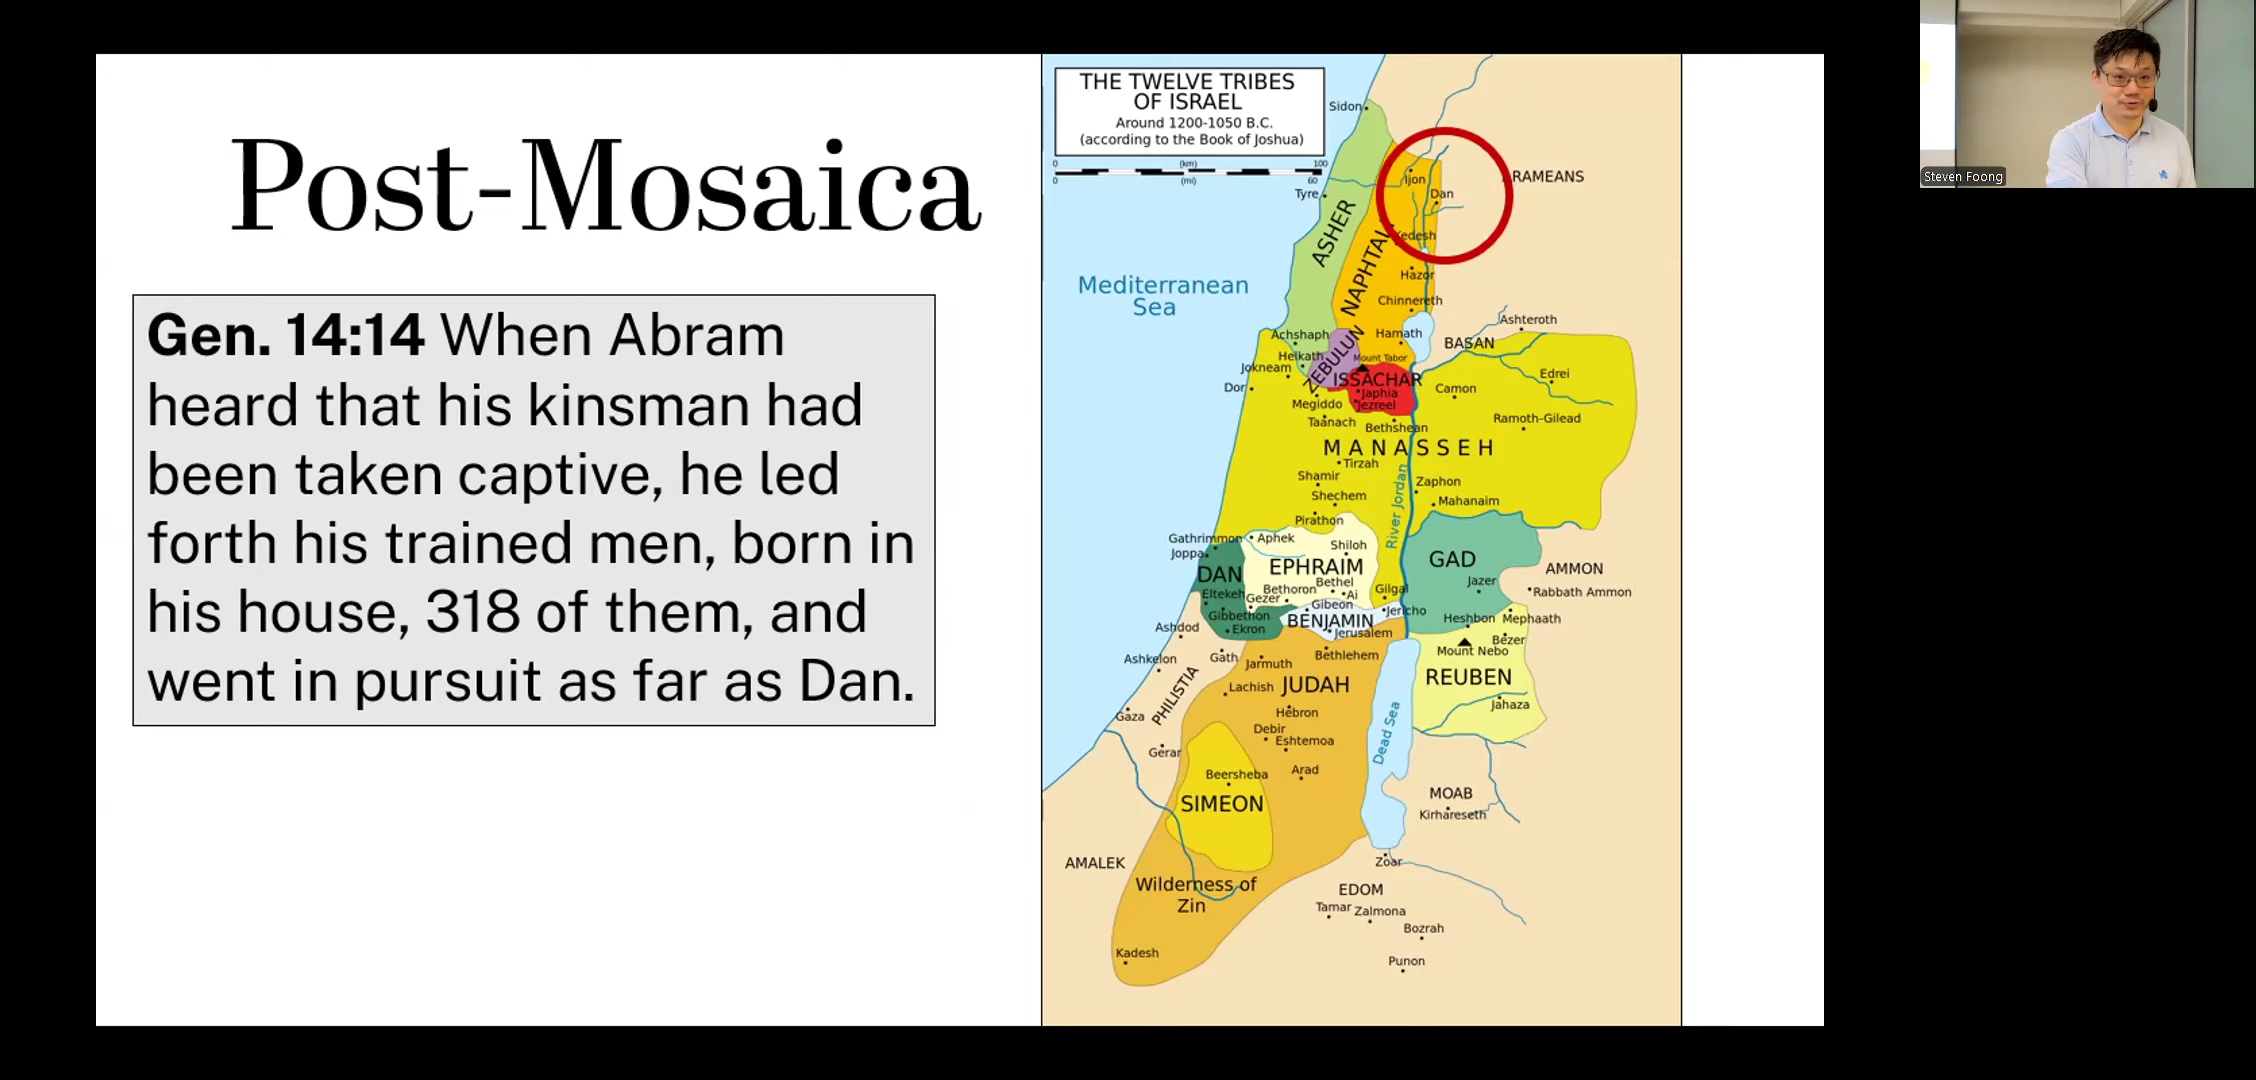 Post-Mosaica
Gen. 14:14 When Abram
heard that his kinsman had
been taken captive, he led
forth his trained men, born in
his house, 318 of them, and
went in pursuit as far as Dan.
THE TWELVE TRIBES
OF ISRAEL
Around 1200-1050 B.C.
(according to the Book of Joshua)
0 (km) 100
0 (mi) 60
Sidon
Tyre
Ijon
Dan
RAMEANS
Kedesh
ASHER
NAPHTALI
Mediterranean
Sea
Hazor
Chinnereth
Achshaph
Hamath
Ashteroth
BASAN
Helkath
ZEBULUN
Mount Tabor
Jokneam
ISSACHAR
Dor
Japhia
Jezreel
Camon
Edrei
Megiddo
Taanach
Bethshean
Ramoth-Gilead
MANASSEH
Tirzah
Shamir
Shechem
Zaphon
Mahanaim
Pirathon
River Jordan
Gathrimmon
Joppa
Aphek
Shiloh
DAN
EPHRAIM
GAD
AMMON
Eltekeh
Bethoron
Bethel
Ai
Gilgal
Jazer
Rabbath Ammon
Gezer
Gibeon
Jericho
Gibbethon
Ekron
BENJAMIN
Jerusalem
Heshbon
Mephaath
Ashdod
Bezer
Mount Nebo
Ashkelon
Gath
Jarmuth
Bethlehem
REUBEN
PHILISTIA
Lachish
JUDAH
Jahaza
Gaza
Hebron
Dead Sea
Debir
Eshtemoa
Gerar
Beersheba
Arad
SIMEON
MOAB
Kirhareseth
AMALEK
Zoar
Wilderness of
Zin
EDOM
Tamar
Zalmona
Bozrah
Kadesh
Punon
Steven Foong